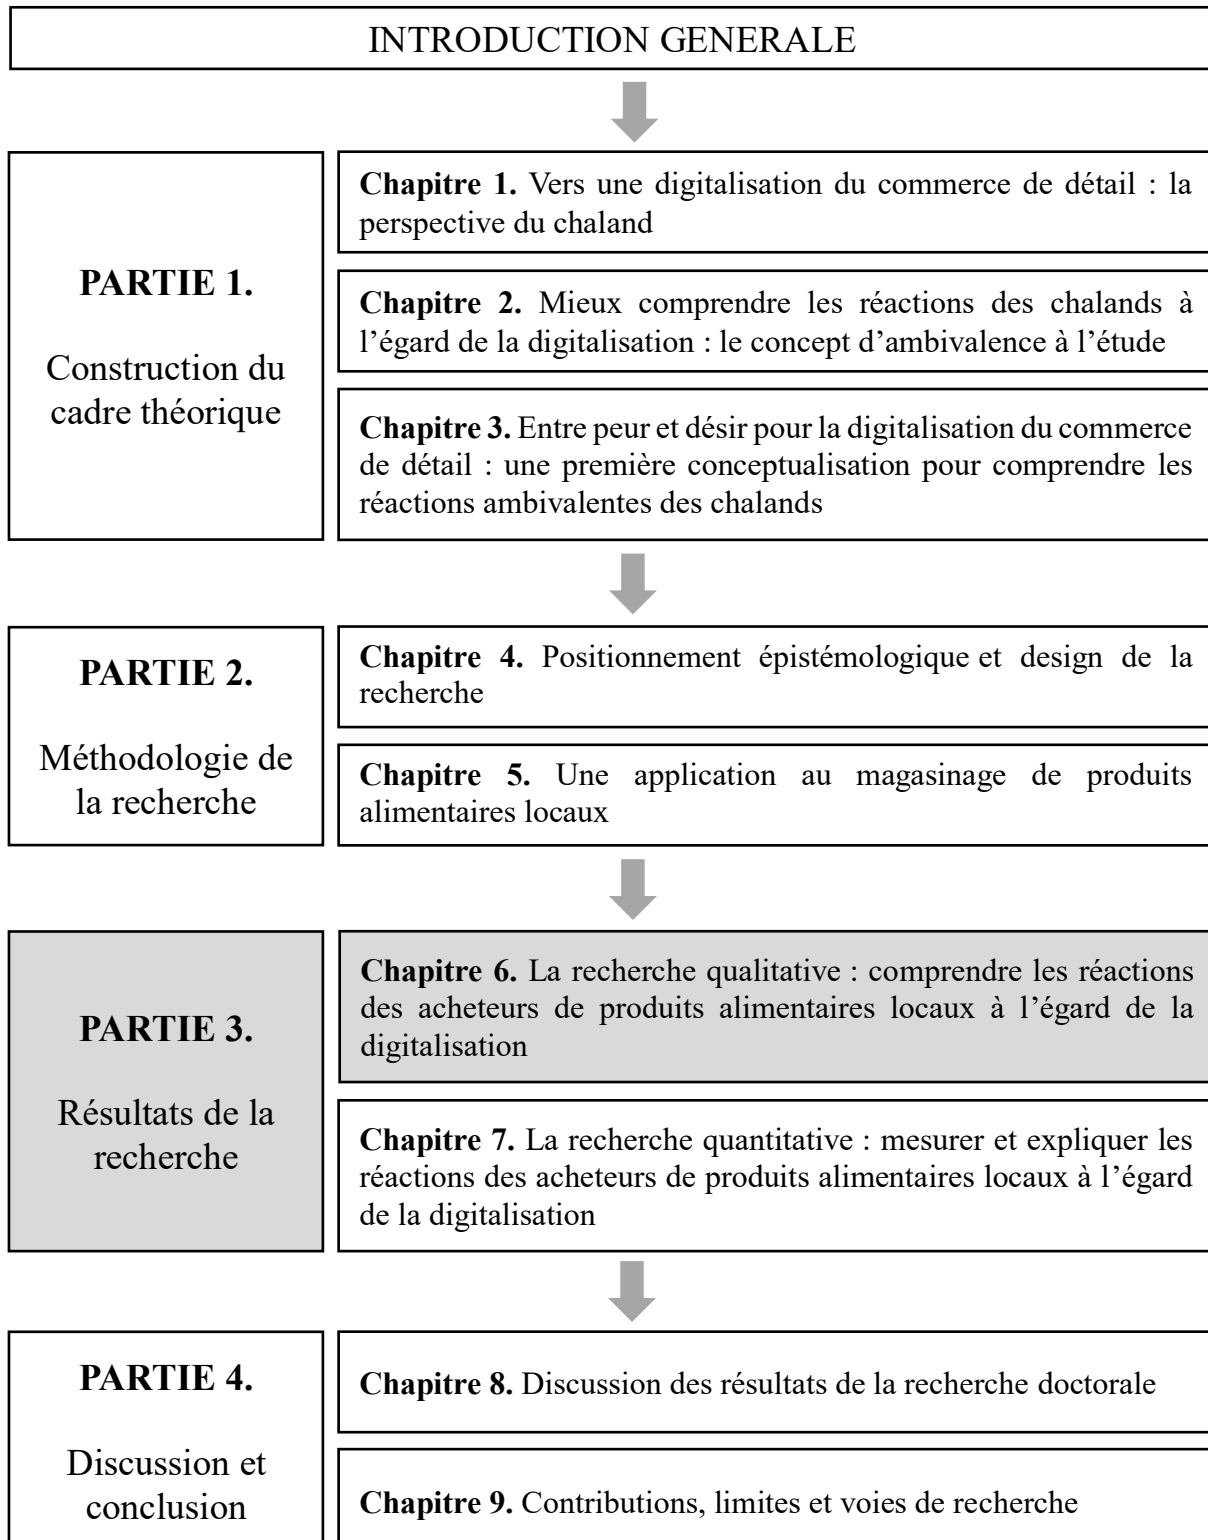 INTRODUCTION GENERALE
PARTIE 1.
Construction du
cadre théorique
Chapitre 1. Vers une digitalisation du commerce de détail : la
perspective du chaland
Chapitre 2. Mieux comprendre les réactions des chalands à
l’égard de la digitalisation : le concept d’ambivalence à l’étude
Chapitre 3. Entre peur et désir pour la digitalisation du commerce
de détail : une première conceptualisation pour comprendre les
réactions ambivalentes des chalands
PARTIE 2.
Méthodologie de
la recherche
Chapitre 4. Positionnement épistémologique et design de la
recherche
Chapitre 5. Une application au magasinage de produits
alimentaires locaux
PARTIE 3.
Résultats de la
recherche
Chapitre 6. La recherche qualitative : comprendre les réactions
des acheteurs de produits alimentaires locaux à l’égard de la
digitalisation
Chapitre 7. La recherche quantitative : mesurer et expliquer les
réactions des acheteurs de produits alimentaires locaux à l’égard
de la digitalisation
PARTIE 4.
Discussion et
conclusion
Chapitre 8. Discussion des résultats de la recherche doctorale
Chapitre 9. Contributions, limites et voies de recherche